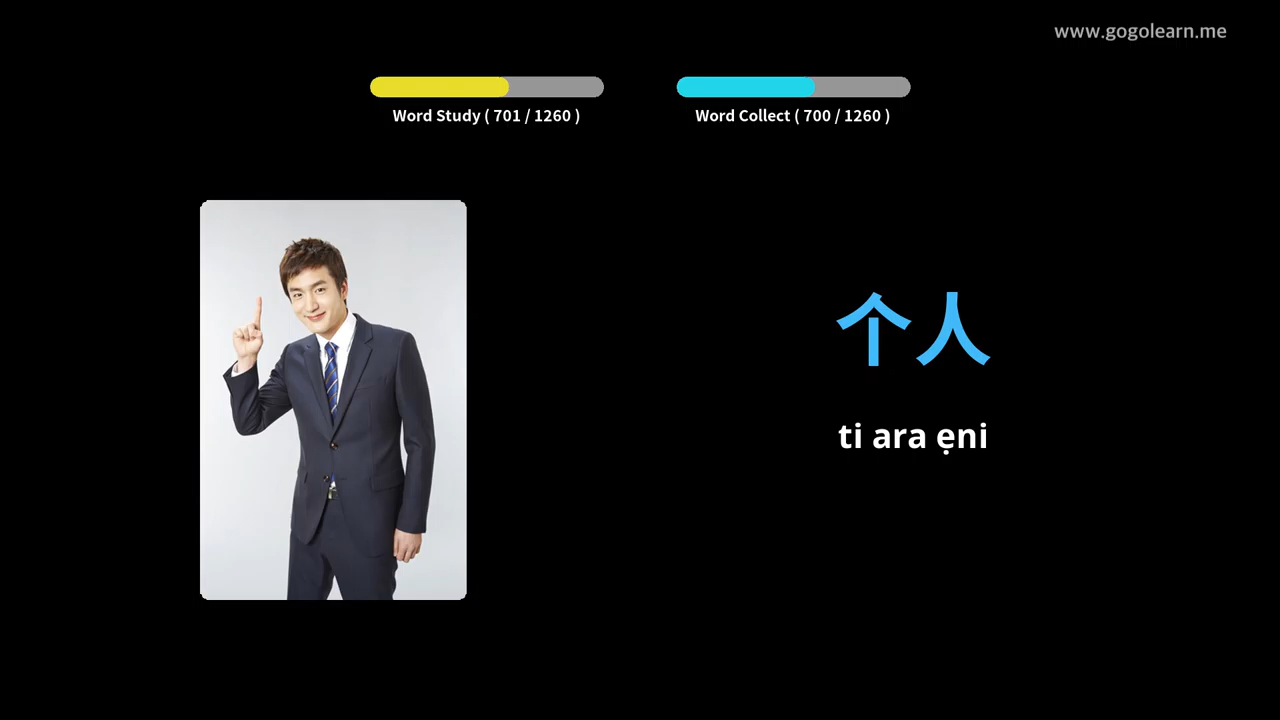 www.gogolearn.me
Word Study ( 701 / 1260 )
Word Collect ( 700 / 1260 )
个人
ti ara ẹni